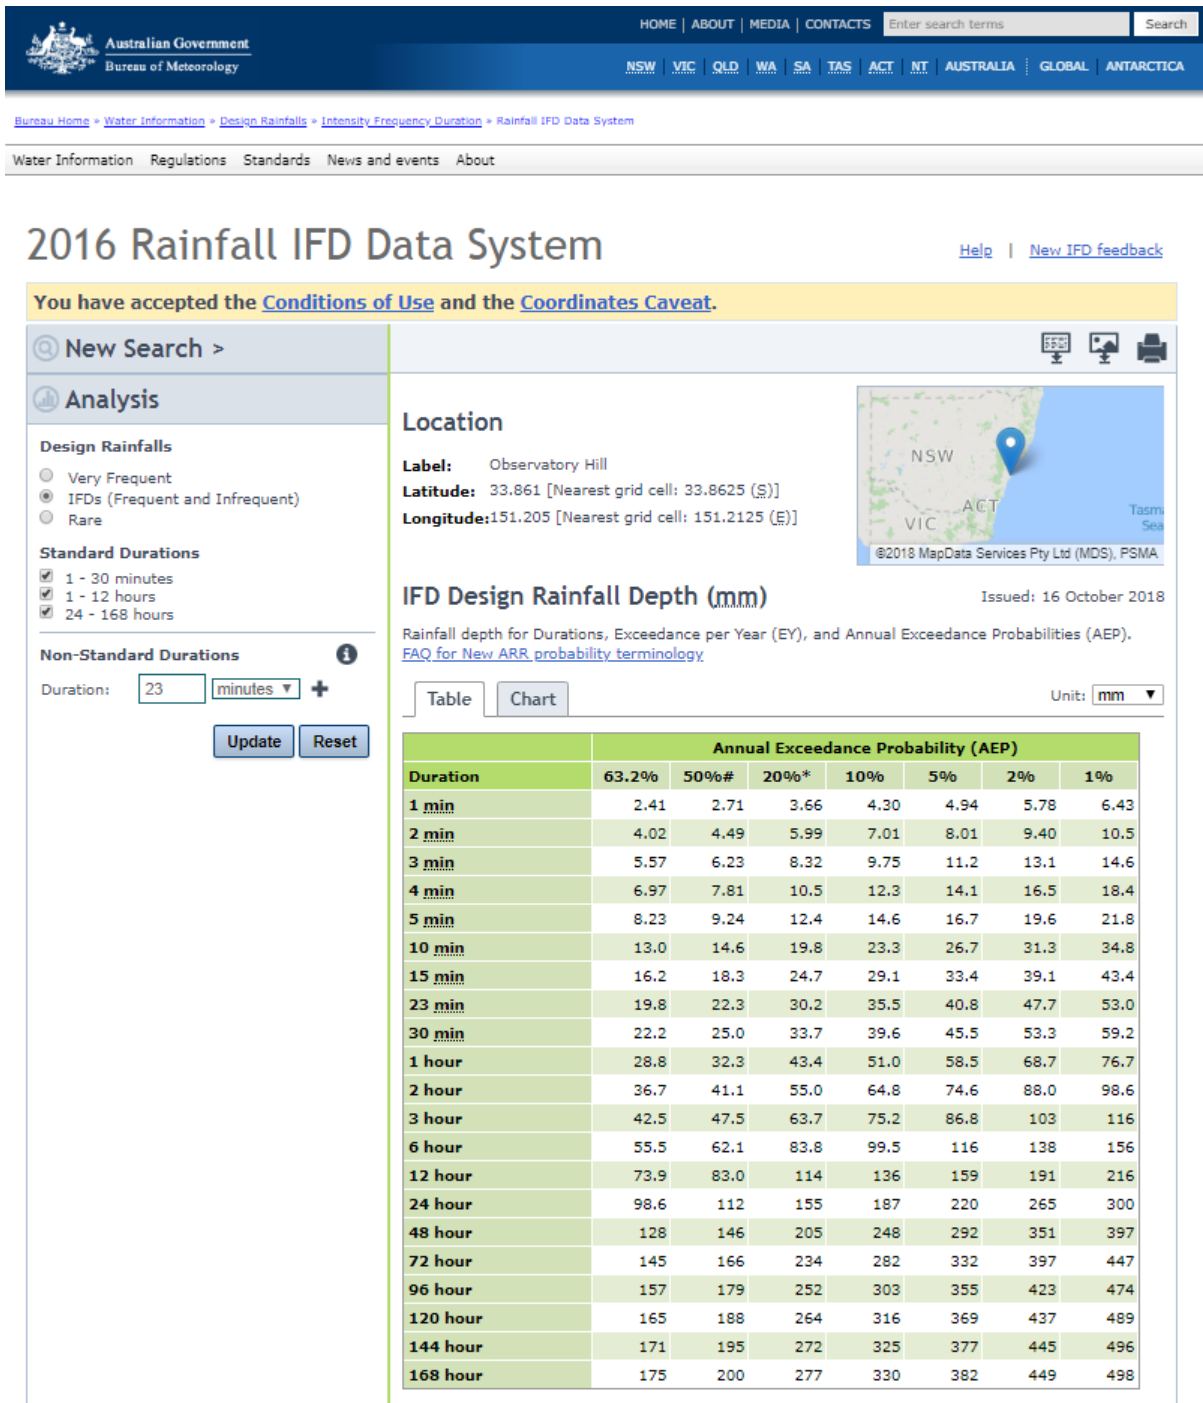 HOME | ABOUT | MEDIA | CONTACTS Enter search terms Search
Australian Government
Bureau of Meteorology
NSW VIC QLD WA SA TAS ACT NT AUSTRALIA GLOBAL ANTARCTICA
Bureau Home » Water Information » Design Rainfalls » Intensity Frequency Duration » Rainfall IFD Data System
Water Information Regulations Standards News and events About
2016 Rainfall IFD Data System
Help | New IFD feedback
You have accepted the Conditions of Use and the Coordinates Caveat.
New Search >
Analysis
Design Rainfalls
Very Frequent
IFDs (Frequent and Infrequent)
Rare
Standard Durations
1 - 30 minutes
1 - 12 hours
24 - 168 hours
Non-Standard Durations
Duration: 23 minutes
Update Reset
Location
Label: Observatory Hill
Latitude: 33.861 [Nearest grid cell: 33.8625 (S)]
Longitude:151.205 [Nearest grid cell: 151.2125 (E)]
NSW
ACT
VIC
Tasma
Sea
©2018 MapData Services Pty Ltd (MDS), PSMA
IFD Design Rainfall Depth (mm)
Issued: 16 October 2018
Rainfall depth for Durations, Exceedance per Year (EY), and Annual Exceedance Probabilities (AEP).
FAQ for New ARR probability terminology
Table Chart
Unit: mm
Annual Exceedance Probability (AEP)
Duration 63.2% 50%# 20%* 10% 5% 2% 1%
1 min 2.41 2.71 3.66 4.30 4.94 5.78 6.43
2 min 4.02 4.49 5.99 7.01 8.01 9.40 10.5
3 min 5.57 6.23 8.32 9.75 11.2 13.1 14.6
4 min 6.97 7.81 10.5 12.3 14.1 16.5 18.4
5 min 8.23 9.24 12.4 14.6 16.7 19.6 21.8
10 min 13.0 14.6 19.8 23.3 26.7 31.3 34.8
15 min 16.2 18.3 24.7 29.1 33.4 39.1 43.4
23 min 19.8 22.3 30.2 35.5 40.8 47.7 53.0
30 min 22.2 25.0 33.7 39.6 45.5 53.3 59.2
1 hour 28.8 32.3 43.4 51.0 58.5 68.7 76.7
2 hour 36.7 41.1 55.0 64.8 74.6 88.0 98.6
3 hour 42.5 47.5 63.7 75.2 86.8 103 116
6 hour 55.5 62.1 83.8 99.5 116 138 156
12 hour 73.9 83.0 114 136 159 191 216
24 hour 98.6 112 155 187 220 265 300
48 hour 128 146 205 248 292 351 397
72 hour 145 166 234 282 332 397 447
96 hour 157 179 252 303 355 423 474
120 hour 165 188 264 316 369 437 489
144 hour 171 195 272 325 377 445 496
168 hour 175 200 277 330 382 449 498